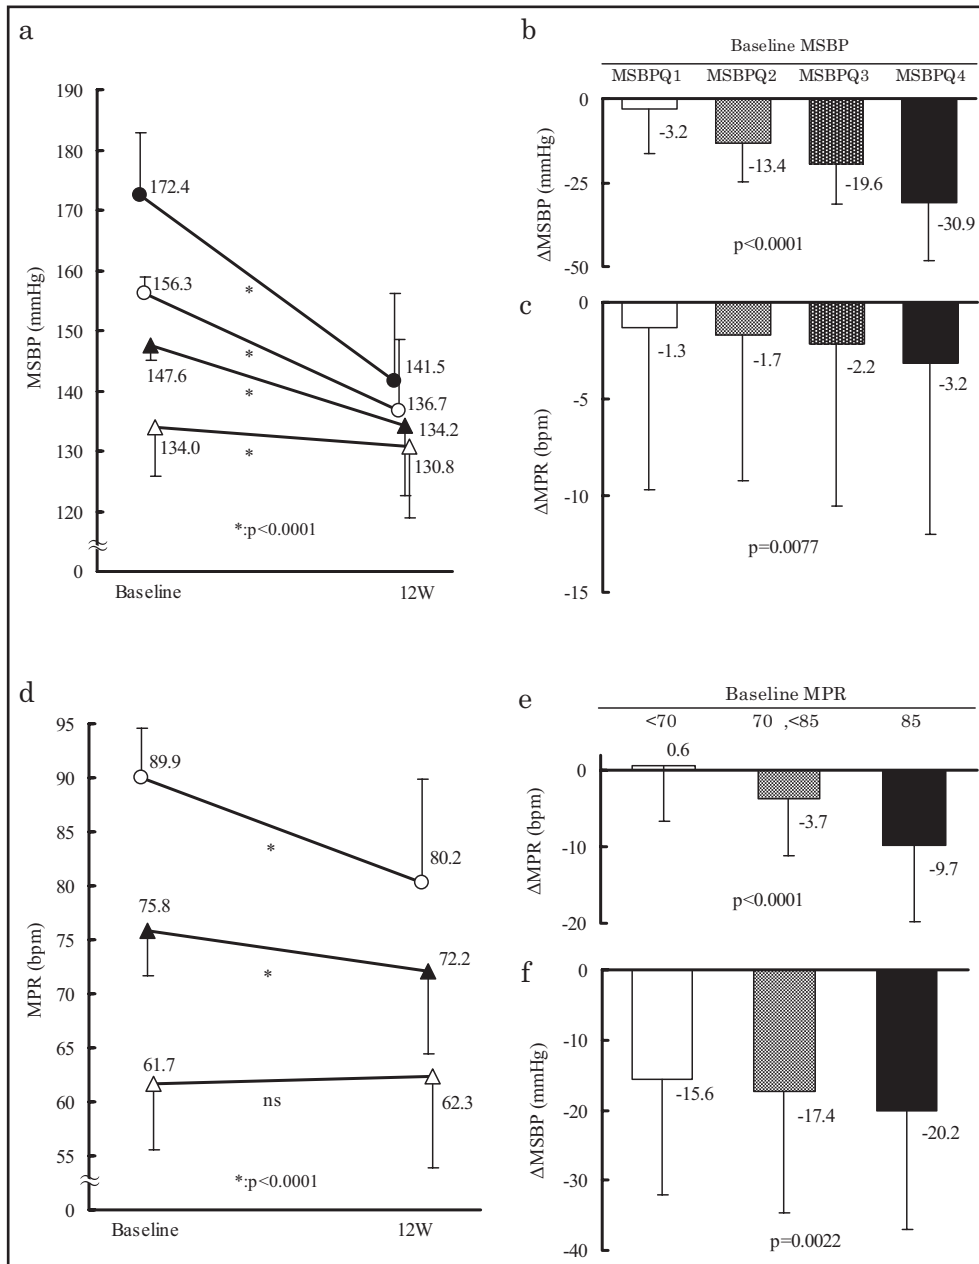 a
190
180
170
160
150
140
130
120
0
MSBP (mmHg)
172.4
156.3
147.6
134.0
141.5
136.7
134.2
130.8
*
*
*
*
*:p<0.0001
Baseline 12W
b
Baseline MSBP
MSBPQ1 MSBPQ2 MSBPQ3 MSBPQ4
0
-25
-50
ΔMSBP (mmHg)
-3.2
-13.4
-19.6
-30.9
p<0.0001
c
0
-5
-10
-15
ΔMPR (bpm)
-1.3
-1.7
-2.2
-3.2
p=0.0077
d
95
90
85
80
75
70
65
60
55
0
MPR (bpm)
89.9
80.2
75.8
72.2
61.7
62.3
*
*
ns
*:p<0.0001
Baseline 12W
e
Baseline MPR
<70 70 ,<85 85
0
-10
-20
ΔMPR (bpm)
0.6
-3.7
-9.7
p<0.0001
f
0
-10
-20
-30
-40
ΔMSBP (mmHg)
-15.6
-17.4
-20.2
p=0.0022